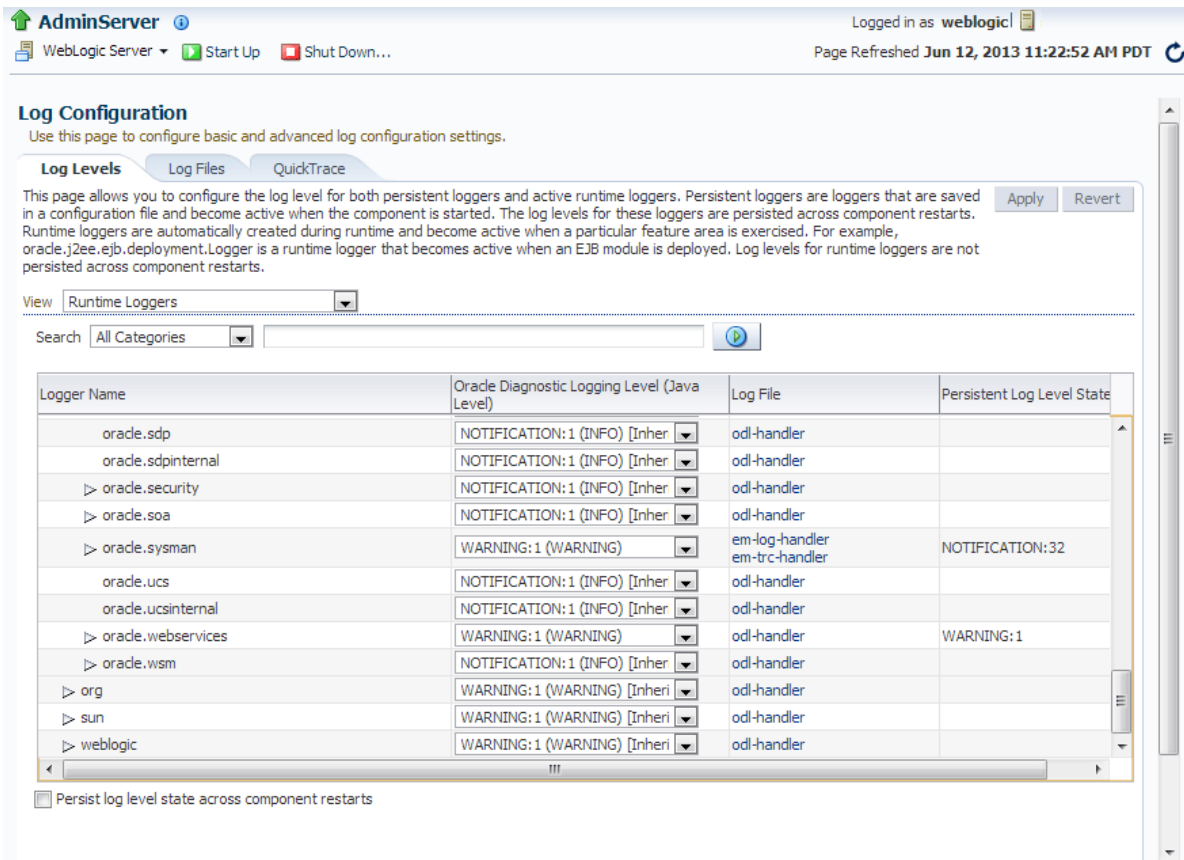 AdminServer
Logged in as weblogic
WebLogic Server Start Up Shut Down...
Page Refreshed Jun 12, 2013 11:22:52 AM PDT
Log Configuration
Use this page to configure basic and advanced log configuration settings.
Log Levels Log Files QuickTrace
This page allows you to configure the log level for both persistent loggers and active runtime loggers. Persistent loggers are loggers that are saved
in a configuration file and become active when the component is started. The log levels for these loggers are persisted across component restarts.
Runtime loggers are automatically created during runtime and become active when a particular feature area is exercised. For example,
oracle.j2ee.ejb.deployment.Logger is a runtime logger that becomes active when an EJB module is deployed. Log levels for runtime loggers are not
persisted across component restarts.
Apply Revert
View Runtime Loggers
Search All Categories
Logger Name Oracle Diagnostic Logging Level (Java Level) Log File Persistent Log Level State
oracle.sdp NOTIFICATION:1 (INFO) [Inher odl-handler
oracle.sdpinternal NOTIFICATION:1 (INFO) [Inher odl-handler
oracle.security NOTIFICATION:1 (INFO) [Inher odl-handler
oracle.soa NOTIFICATION:1 (INFO) [Inher odl-handler
oracle.sysman WARNING:1 (WARNING) em-log-handler em-trc-handler NOTIFICATION:32
oracle.ucs NOTIFICATION:1 (INFO) [Inher odl-handler
oracle.ucsinternal NOTIFICATION:1 (INFO) [Inher odl-handler
oracle.webservices WARNING:1 (WARNING) odl-handler WARNING:1
oracle.wsm NOTIFICATION:1 (INFO) [Inher odl-handler
org WARNING:1 (WARNING) [Inheri odl-handler
sun WARNING:1 (WARNING) [Inheri odl-handler
weblogic WARNING:1 (WARNING) [Inheri odl-handler
Persist log level state across component restarts